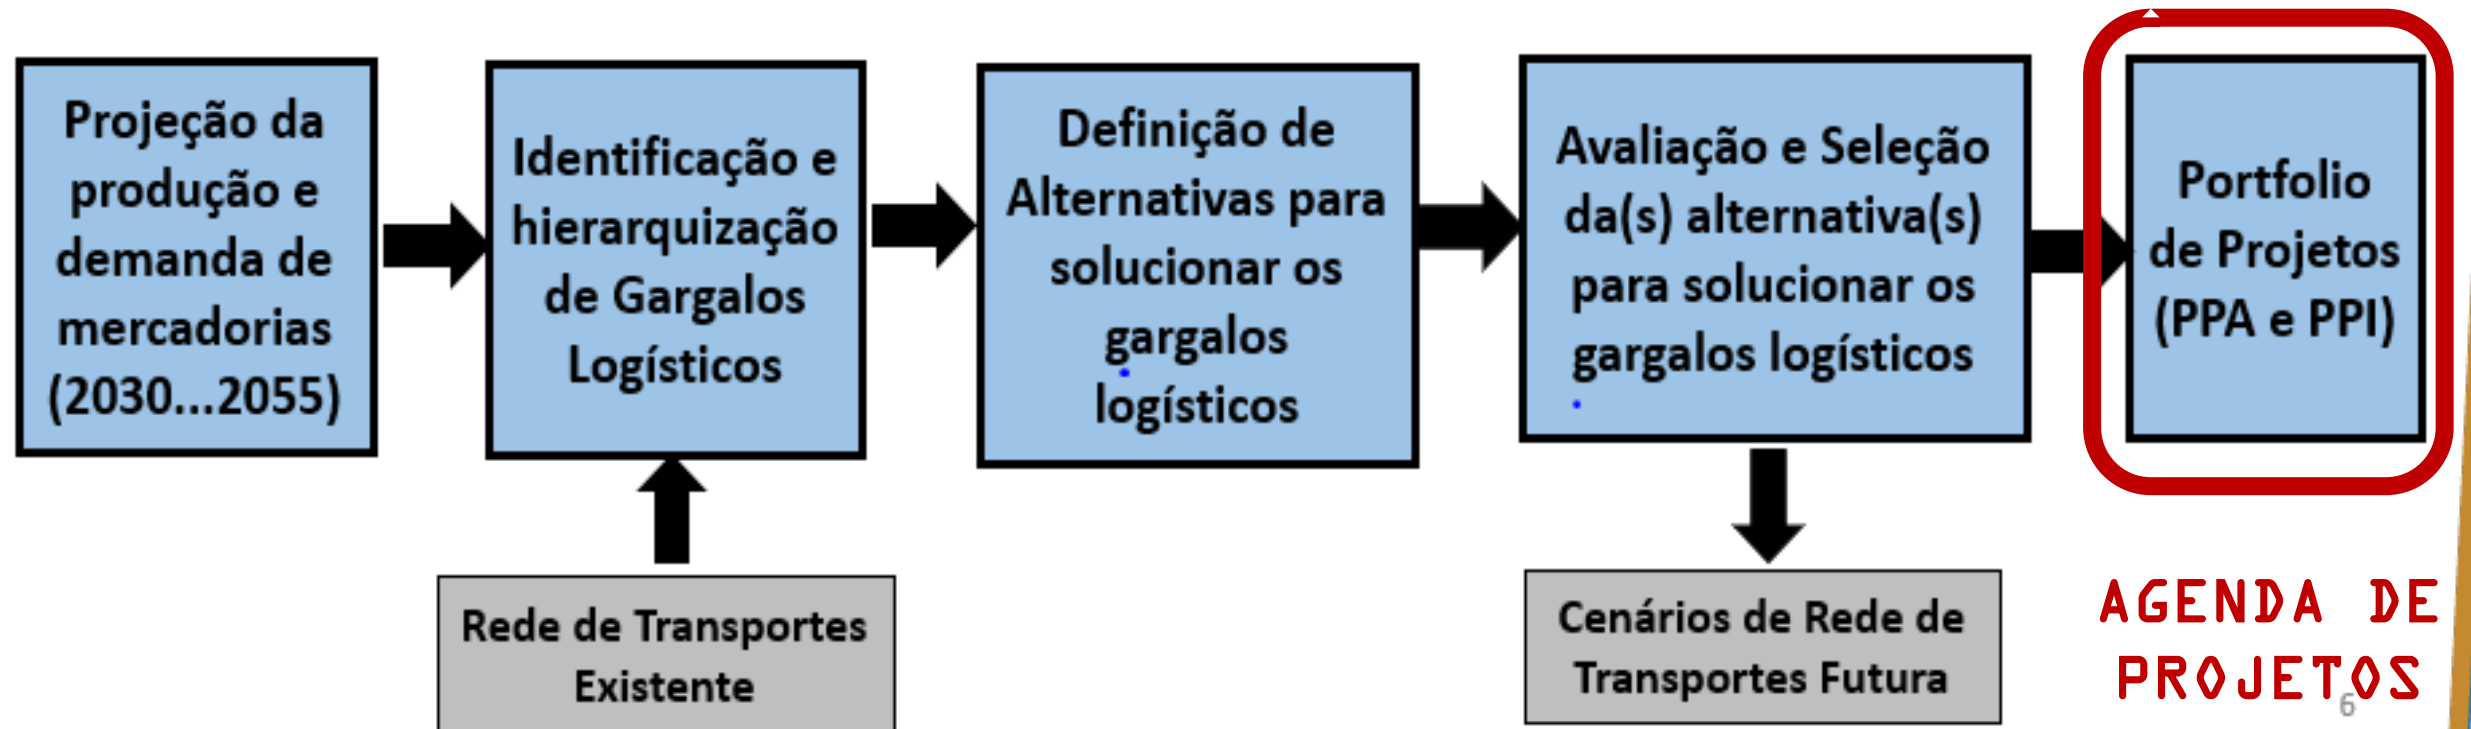 Projeção da
produção e
demanda de
mercadorias
(2030...2055)
Identificação e
hierarquização
de Gargalos
Logísticos
Definição de
Alternativas para
solucionar os
gargalos
logísticos
Avaliação e Seleção
da(s) alternativa(s)
para solucionar os
gargalos logísticos
Portfolio
de Projetos
(PPA e PPI)
Rede de Transportes
Existente
Cenários de Rede de
Transportes Futura
AGENDA DE
PROJETOS
6